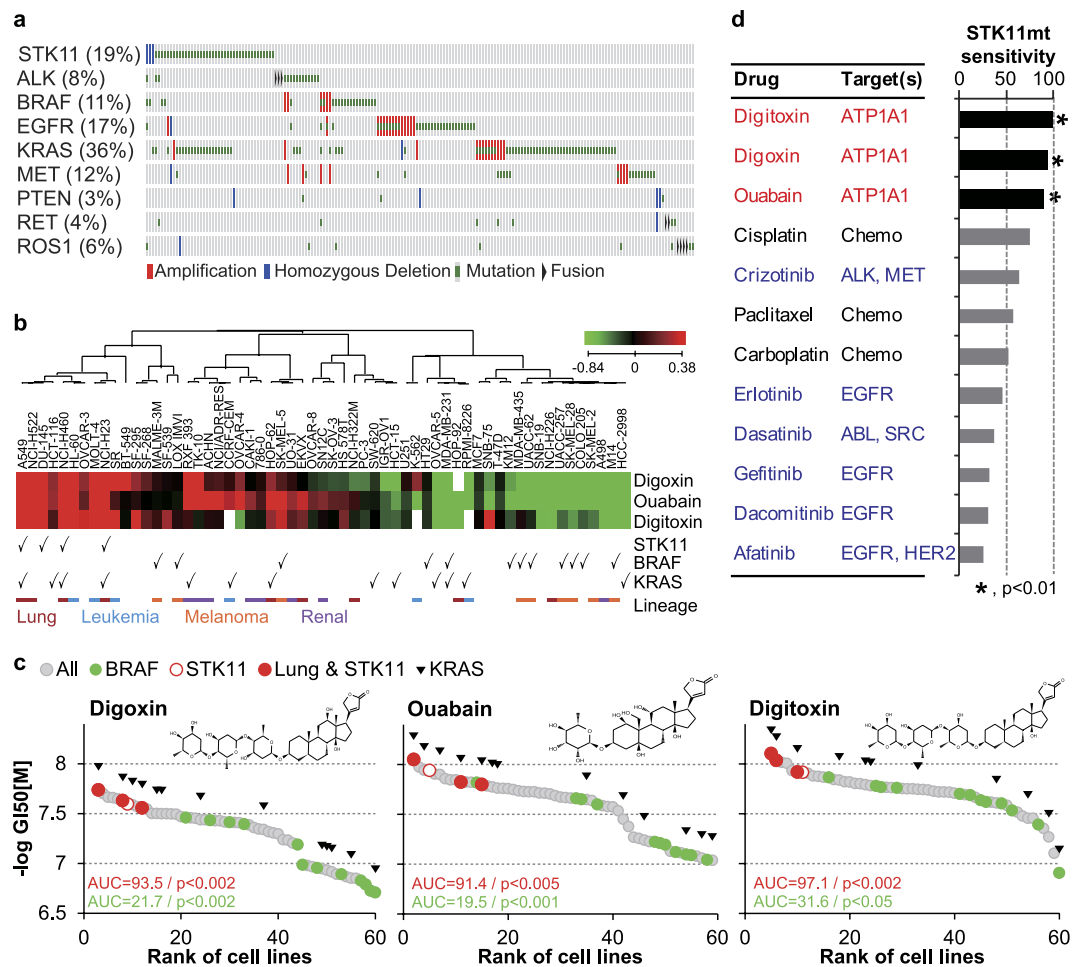 a
STK11 (19%)
ALK (8%)
BRAF (11%)
EGFR (17%)
KRAS (36%)
MET (12%)
PTEN (3%)
RET (4%)
ROS1 (6%)
Amplification Homozygous Deletion Mutation Fusion
b
-0.84 0 0.38
A549
NCI-H522
DU-145
HCT-116
NCI-H460
HL-60
OVCAR-3
MOLT-4
NCI-H23
SR
BT-549
SF-295
SF-268
MALME-3M
SF-539
LOX IMVI
RXF 393
TK-10
ACHN
NCI/ADR-RES
CCRF-CEM
OVCAR-4
CAKI-1
786-0
HOP-62
SK-MEL-5
UO-31
EKVX
OVCAR-8
SN12C
SK-OV-3
HS 578T
NCI-H322M
PC-3
SW-620
IGR-OV1
HCT-15
U251
K-562
HT29
OVCAR-5
MDA-MB-231
HOP-92
RPMI-8226
MCF7
SNB-75
T-47D
KM12
MDA-MB-435
UACC-62
SNB-19
NCI-H226
UACC-257
SK-MEL-28
COLO 205
SK-MEL-2
A498
M14
HCC-2998
Digoxin
Ouabain
Digitoxin
STK11
BRAF
KRAS
Lineage
Lung Leukemia Melanoma Renal
c
All BRAF STK11 Lung & STK11 KRAS
Digoxin
Ouabain
Digitoxin
-log GI50[M]
8
7.5
7
6.5
AUC=93.5 / p<0.002
AUC=21.7 / p<0.002
AUC=91.4 / p<0.005
AUC=19.5 / p<0.001
AUC=97.1 / p<0.002
AUC=31.6 / p<0.05
0 20 40 60
0 20 40 60
0 20 40 60
Rank of cell lines
Rank of cell lines
Rank of cell lines
d
STK11mt
sensitivity
Drug Target(s) 0 50 100
Digitoxin ATP1A1 *
Digoxin ATP1A1 *
Ouabain ATP1A1 *
Cisplatin Chemo
Crizotinib ALK, MET
Paclitaxel Chemo
Carboplatin Chemo
Erlotinib EGFR
Dasatinib ABL, SRC
Gefitinib EGFR
Dacomitinib EGFR
Afatinib EGFR, HER2
* , p<0.01